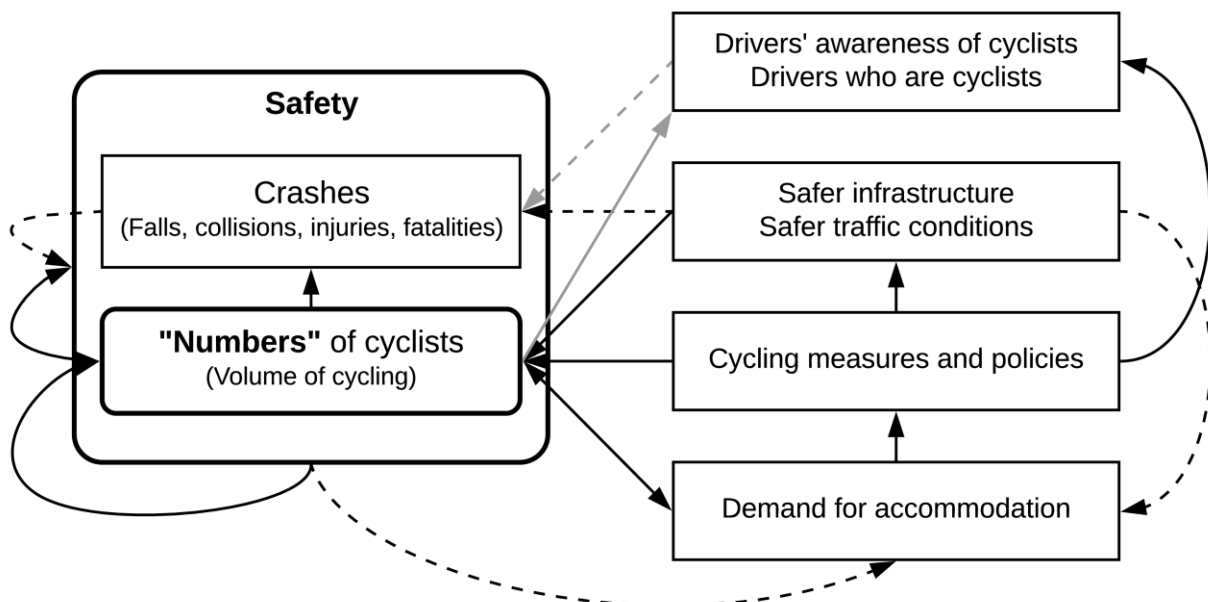 Safety
Crashes
(Falls, collisions, injuries, fatalities)
"Numbers" of cyclists
(Volume of cycling)
Drivers' awareness of cyclists
Drivers who are cyclists
Safer infrastructure
Safer traffic conditions
Cycling measures and policies
Demand for accommodation